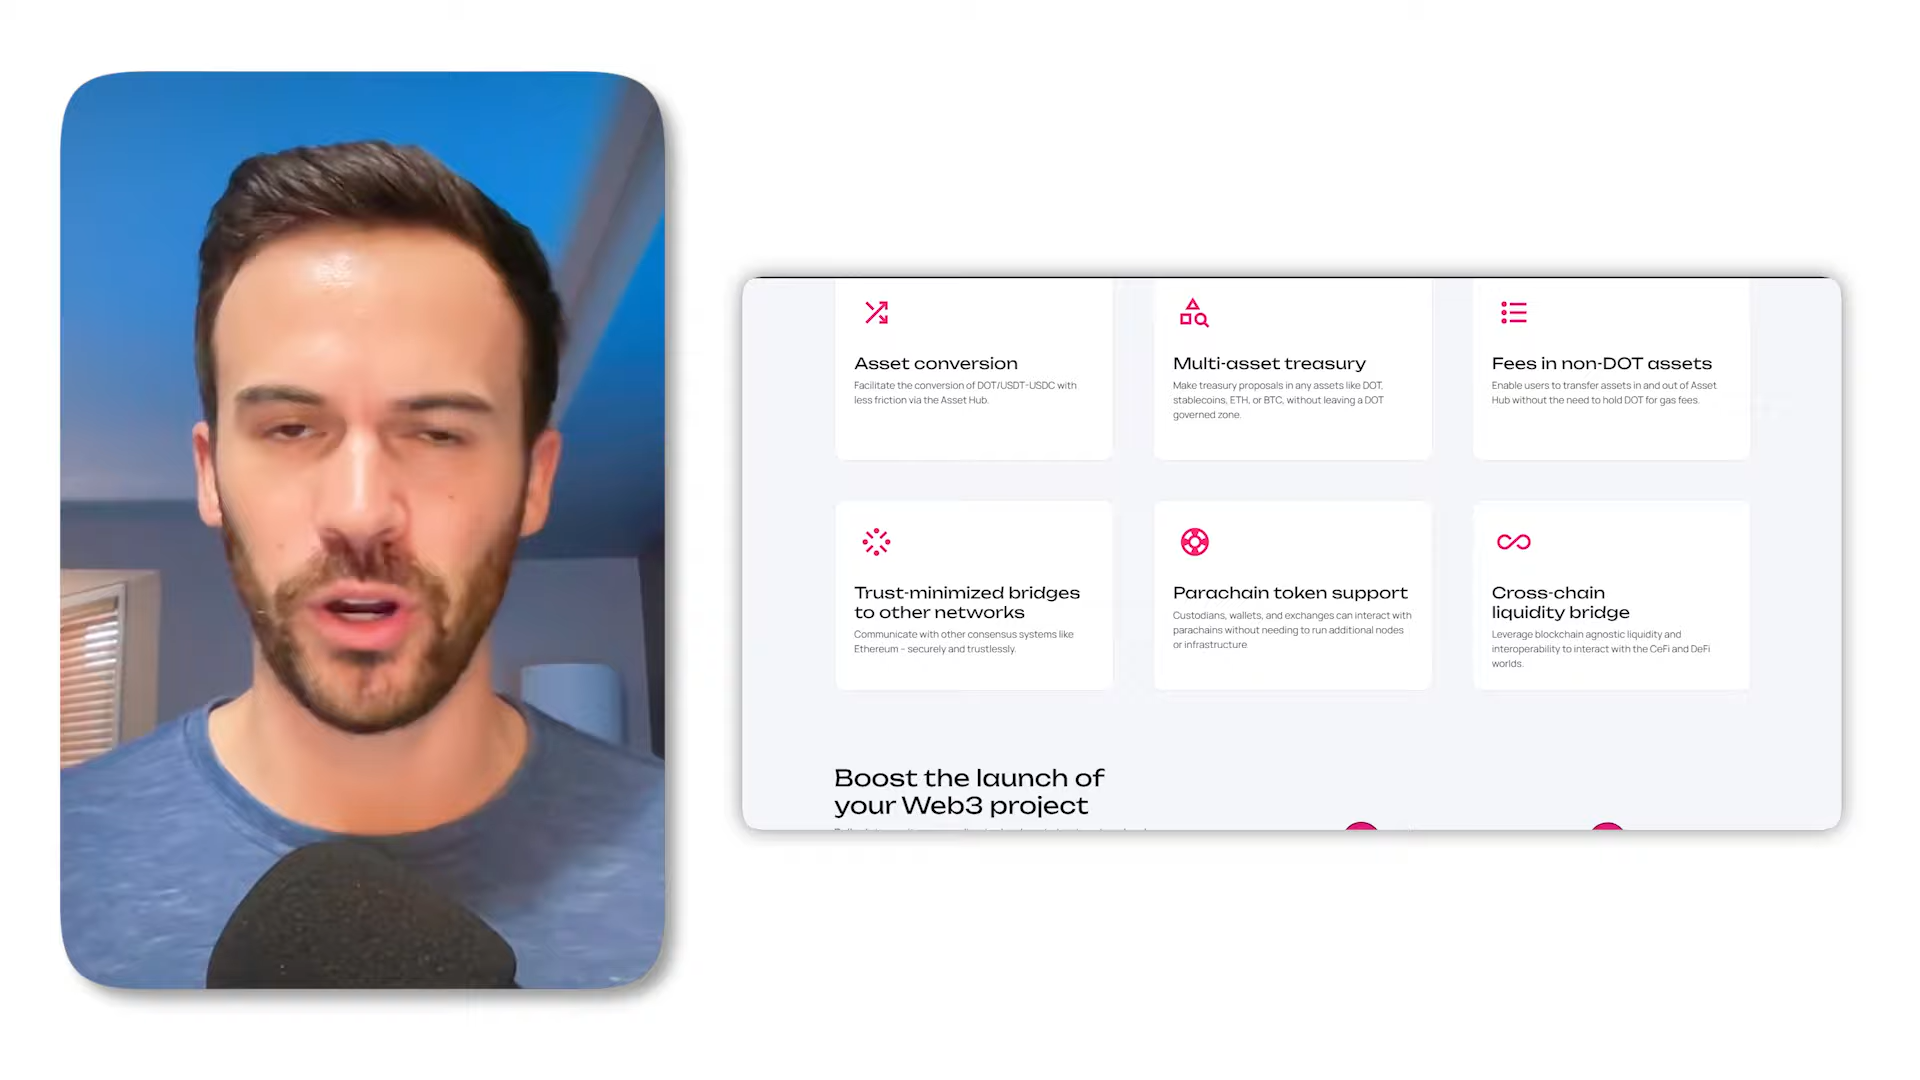 Asset conversion
Facilitate the conversion of DOT/USDT-USDC with
less friction via the Asset Hub.
Multi-asset treasury
Make treasury proposals in any assets like DOT,
stablecoins, ETH, or BTC, without leaving a DOT
governed zone.
Fees in non-DOT assets
Enable users to transfer assets in and out of Asset
Hub without the need to hold DOT for gas fees.
Trust-minimized bridges
to other networks
Communicate with other consensus systems like
Ethereum – securely and trustlessly.
Parachain token support
Custodians, wallets, and exchanges can interact with
parachains without needing to run additional nodes
or infrastructure
Cross-chain
liquidity bridge
Leverage blockchain agnostic liquidity and
interoperability to interact with the CeFi and DeFi
worlds.
Boost the launch of
your Web3 project